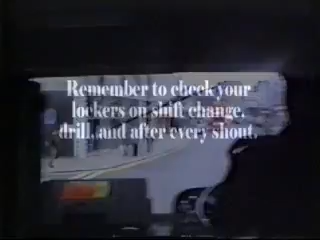 Remember to check your
lockers on shift change,
drill, and after every shout.